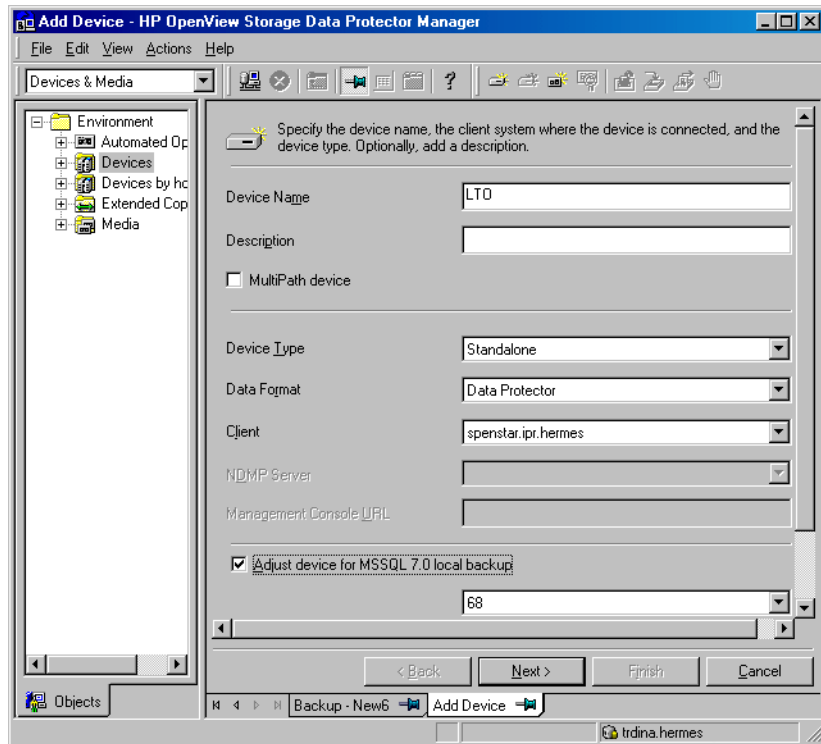 Add Device - HP OpenView Storage Data Protector Manager
File Edit View Actions Help
Devices & Media
Environment
Automated Op
Devices
Devices by ho
Extended Cop
Media
Specify the device name, the client system where the device is connected, and the
device type. Optionally, add a description.
Device Name
LTO
Description
MultiPath device
Device Type
Standalone
Data Format
Data Protector
Client
spenstar.ipr.hermes
NDMP Server
Management Console URL
Adjust device for MSSQL 7.0 local backup
68
< Back
Next >
Finish
Cancel
Objects
Backup - New6
Add Device
trdina.hermes